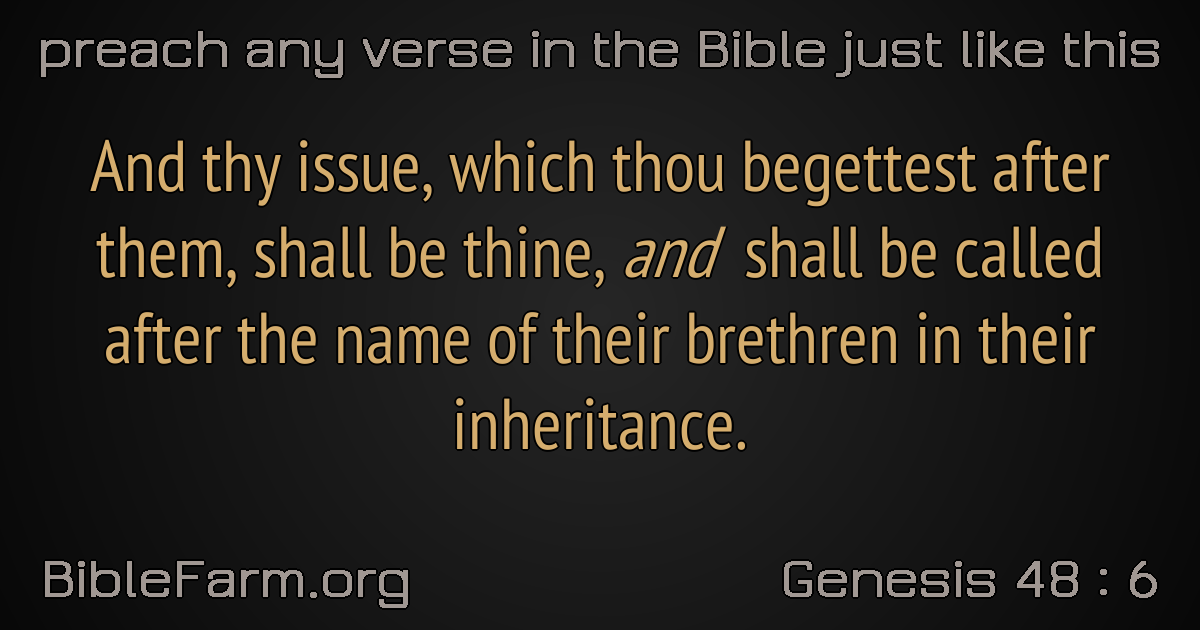 preach any verse in the Bible just like this
And thy issue, which thou begettest after
them, shall be thine, and shall be called
after the name of their brethren in their
inheritance.
BibleFarm.org
Genesis 48 : 6